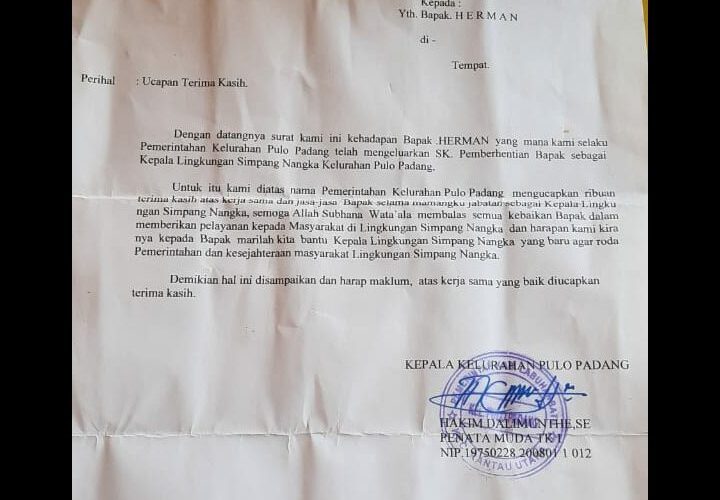 Kepada :
Yth. Bapak. H E R M A N
di -
Tempat.
Perihal : Ucapan Terima Kasih.
Dengan datangnya surat kami ini kehadapan Bapak .HERMAN yang mana kami selaku
Pemerintahan Kelurahan Pulo Padang telah mengeluarkan SK. Pemberhentian Bapak sebagai
Kepala Lingkungan Simpang Nangka Kelurahan Pulo Padang.
Untuk itu kami diatas nama Pemerintahan Kelurahan Pulo Padang mengucapkan ribuan
terima kasih atas kerja sama dan jasa-jasa Bapak selama mamangku jabatan sebagai Kepala Lingku
ngan Simpang Nangka, semoga Allah Subhana Wata'ala membalas semua kebaikan Bapak dalam
memberikan pelayanan kepada Masyarakat di Lingkungan Simpang Nangka dan harapan kami kira
nya kepada Bapak marilah kita bantu Kepala Lingkungan Simpang Nangka yang baru agar roda
Pemerintahan dan kesejahteraan masyarakat Lingkungan Simpang Nangka.
Demikian hal ini disampaikan dan harap maklum, atas kerja sama yang baik diucapkan
terima kasih.
KEPALA KELURAHAN PULO PADANG
HAKIM DALIMUNTHE,SE
PENATA MUDA TK I
NIP.19750228 200801 1 012
RANTAU UTARA